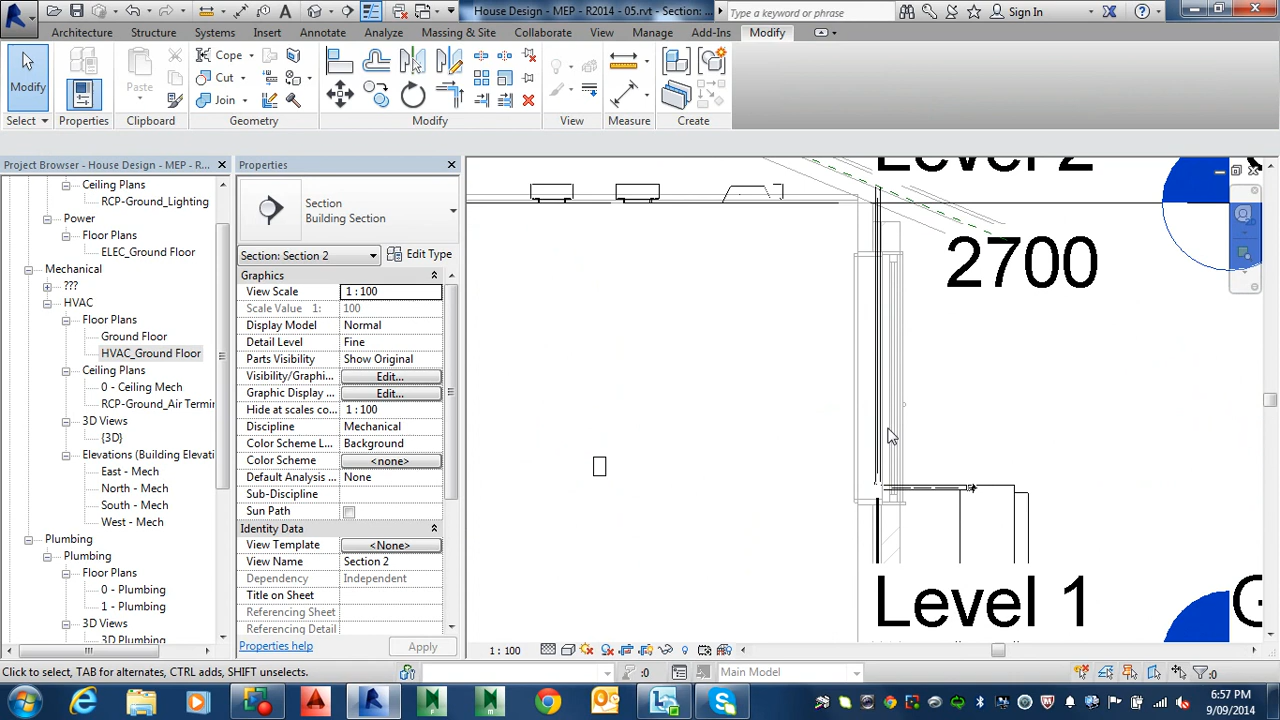 House Design - MEP - R2014 - 05.rvt - Section: ...
Type a keyword or phrase
Sign In
Architecture Structure Systems Insert Annotate Analyze Massing & Site Collaborate View Manage Add-Ins Modify
Modify
Paste
Cope
Cut
Join
Select Properties Clipboard Geometry Modify View Measure Create
Project Browser - House Design - MEP - R...
Ceiling Plans
RCP-Ground_Lighting
Power
Floor Plans
ELEC_Ground Floor
Mechanical
???
HVAC
Floor Plans
Ground Floor
HVAC_Ground Floor
Ceiling Plans
0 - Ceiling Mech
RCP-Ground_Air Termin
3D Views
{3D}
Elevations (Building Elevati
East - Mech
North - Mech
South - Mech
West - Mech
Plumbing
Plumbing
Floor Plans
0 - Plumbing
1 - Plumbing
3D Views
3D Plumbing
Properties
Section
Building Section
Section: Section 2
Edit Type
Graphics
View Scale 1 : 100
Scale Value 1: 100
Display Model Normal
Detail Level Fine
Parts Visibility Show Original
Visibility/Graphi... Edit...
Graphic Display ... Edit...
Hide at scales co... 1 : 100
Discipline Mechanical
Color Scheme L... Background
Color Scheme <none>
Default Analysis ... None
Sub-Discipline
Sun Path
Identity Data
View Template <None>
View Name Section 2
Dependency Independent
Title on Sheet
Referencing Sheet
Referencing Detail
Properties help
Apply
Level 2
2700
Level 1
1 : 100
Click to select, TAB for alternates, CTRL adds, SHIFT unselects.
:0
Main Model
:0
6:57 PM
9/09/2014